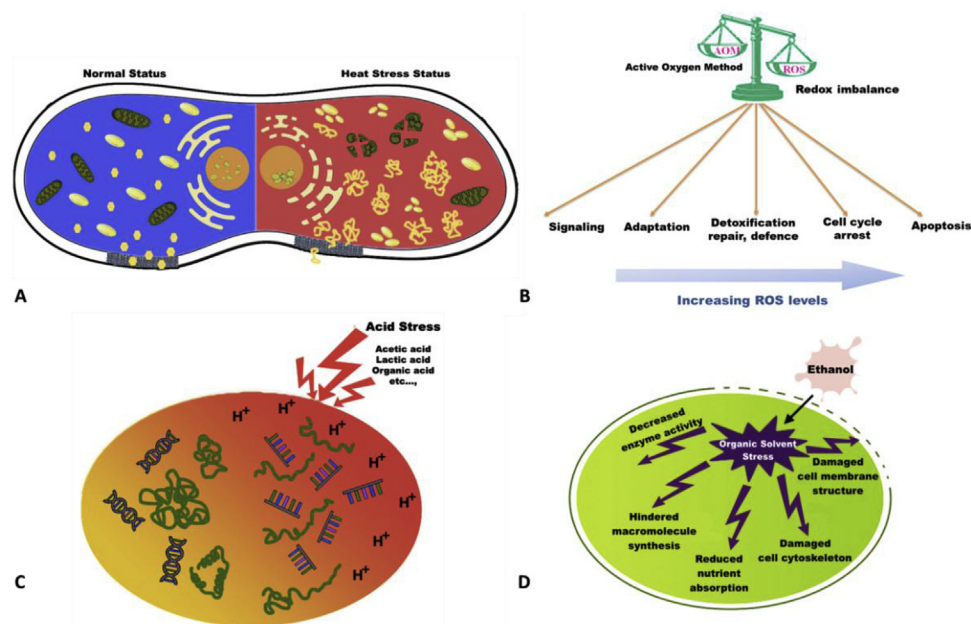 Normal Status
Heat Stress Status
A
AOM
ROS
Active Oxygen Method
Redox imbalance
Signaling
Adaptation
Detoxification
repair, defence
Cell cycle
arrest
Apoptosis
Increasing ROS levels
B
Acid Stress
Acetic acid
Lactic acid
Organic acid
etc...,
H+
H+
H+
H+
H+
H+
H+
C
Ethanol
Organic Solvent
Stress
Decreased
enzyme activity
Damaged
cell membrane
structure
Hindered
macromolecule
synthesis
Reduced
nutrient
absorption
Damaged
cell cytoskeleton
D